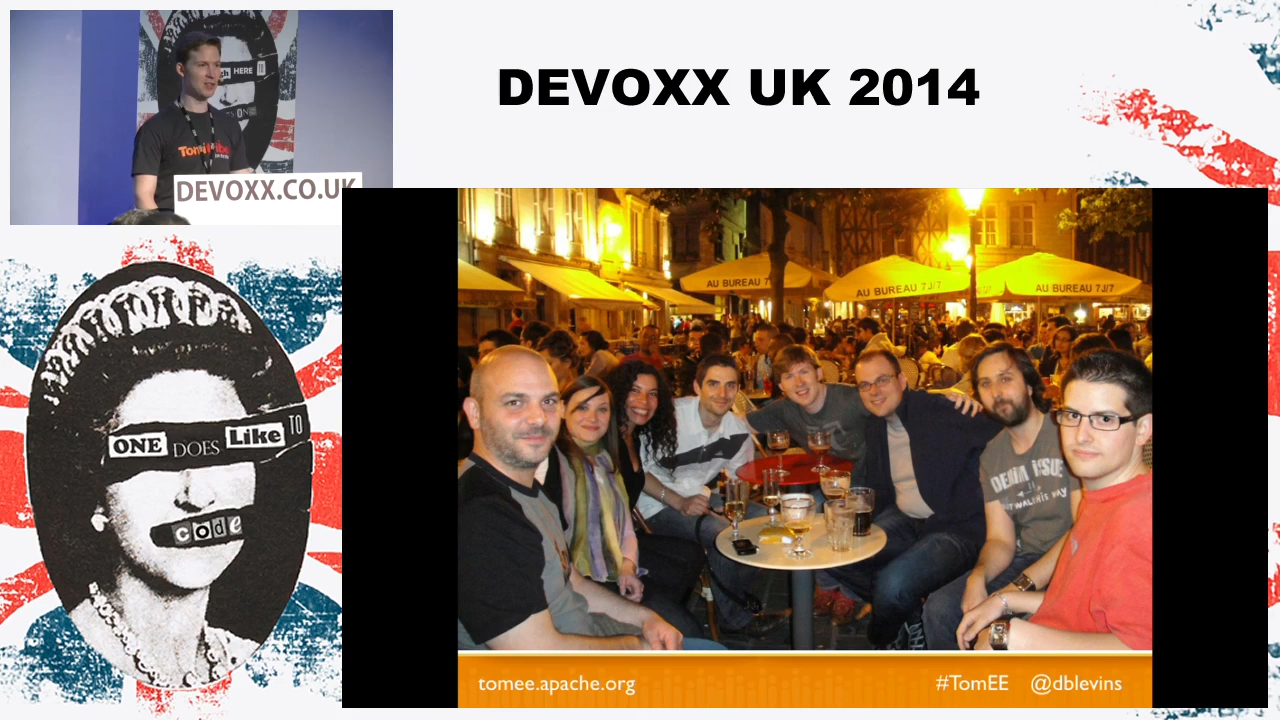 DEVOXX UK 2014
HERE
DEVOXX.CO.UK
ONE DOES Like TO
code
AU BUREAU 7J/7
AU BUREAU 7J/7
AU BUREAU 7J/7
tomee.apache.org
#TomEE @dblevins